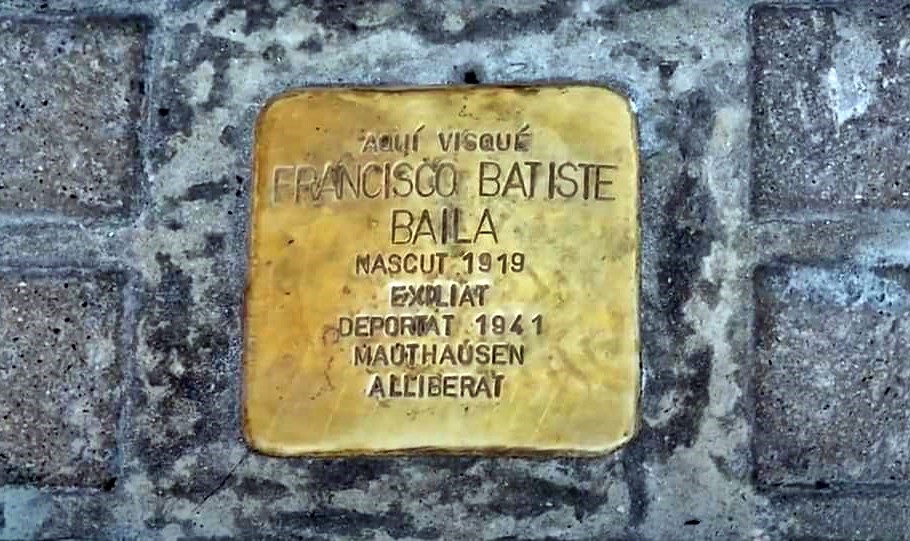 AQUÍ VISQUÉ
FRANCISCO BATISTE
BAILA
NASCUT 1919
EXILIAT
DEPORTAT 1941
MAUTHAUSEN
ALLIBERAT